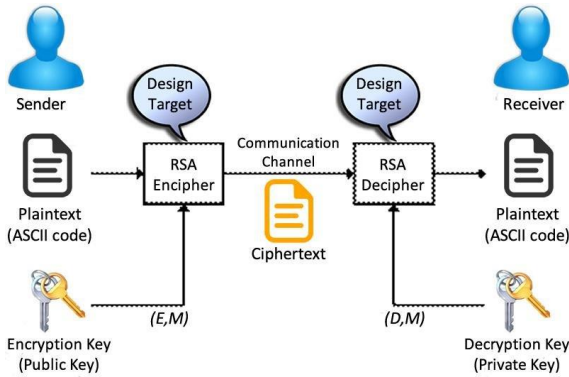 Design
Target
Design
Target
Sender
Receiver
Communication
Channel
RSA
Encipher
RSA
Decipher
Plaintext
(ASCII code)
Ciphertext
Plaintext
(ASCII code)
(E,M)
(D,M)
Encryption Key
(Public Key)
Decryption Key
(Private Key)